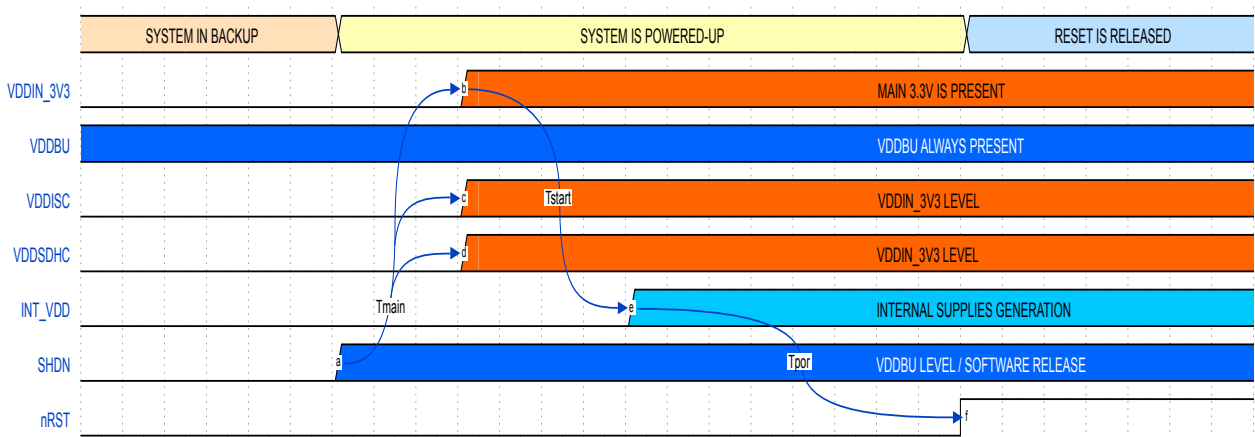 SYSTEM IN BACKUP SYSTEM IS POWERED-UP RESET IS RELEASED
VDDIN_3V3 b MAIN 3.3V IS PRESENT
VDDBU VDDBU ALWAYS PRESENT
VDDISC c Tstart VDDIN_3V3 LEVEL
VDDSDHC d VDDIN_3V3 LEVEL
INT_VDD Tmain e INTERNAL SUPPLIES GENERATION
SHDN a Tpor VDDBU LEVEL / SOFTWARE RELEASE
nRST f